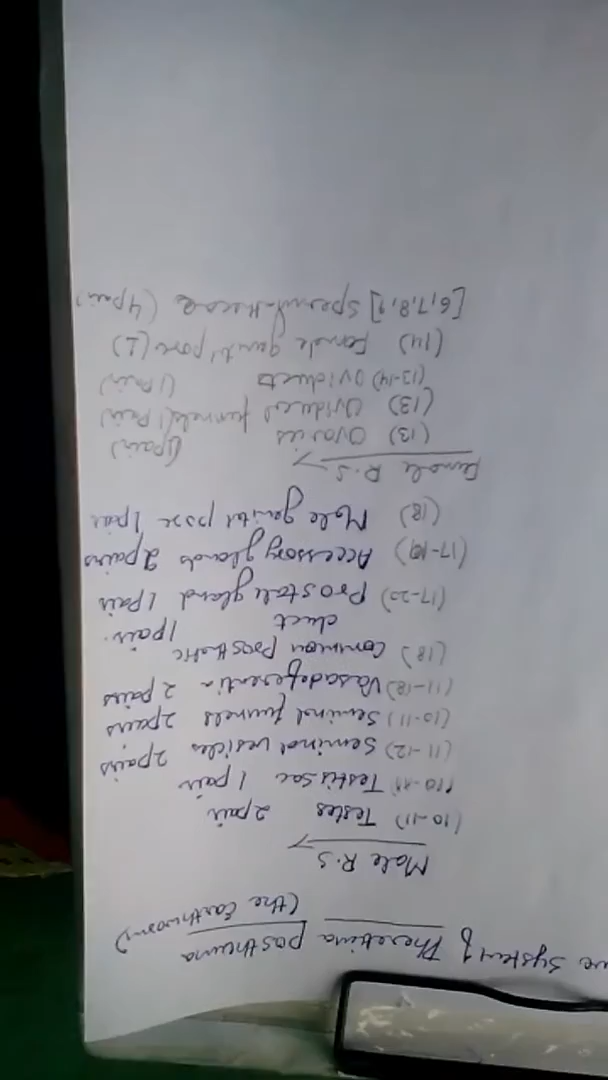 ve System of Pheretima posthuma
(the Earthworm)
Male R.S →
(10-11) Testes 2 pair
(10-11) Testis Sac 1 pair
(11-12) Seminal vesicles 2 pairs
(10-11) Seminal funnels 2 pairs
(11-18) Vasa deferentia 2 pairs
(18) Common Prosthetic
duct 1 pair.
(17-20) Prostate gland 1 Pair
(17-19) Accessory glands 2 pairs
(18) Male genital pore 1 pair
Female R.S →
(13) Ovaries (1 pair)
(13) Oviducal funnels (1 Pair)
(13-14) Oviducts (1 Pair)
(14) Female genital pore (1)
[6,7,8,9] Spermathecae (4 pair)